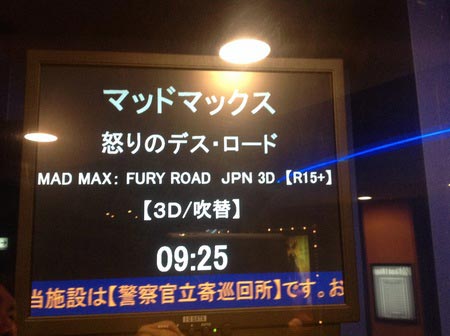 マッドマックス
怒りのデス・ロード
MAD MAX: FURY ROAD JPN 3D 【R15+】
【3D/吹替】
09:25
当施設は【警察官立寄巡回所】です。お